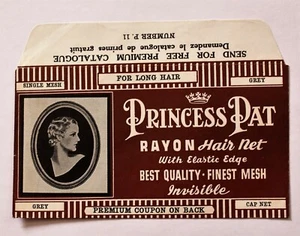 SEND FOR FREE PREMIUM CATALOGUE
Demandez le catalogue de primes gratuit
NUMBER P. 11
FOR LONG HAIR
SINGLE MESH
GREY
PRINCESS PAT
RAYON Hair Net
With Elastic Edge
BEST QUALITY · FINEST MESH
Invisible
GREY
PREMIUM COUPON ON BACK
CAP NET